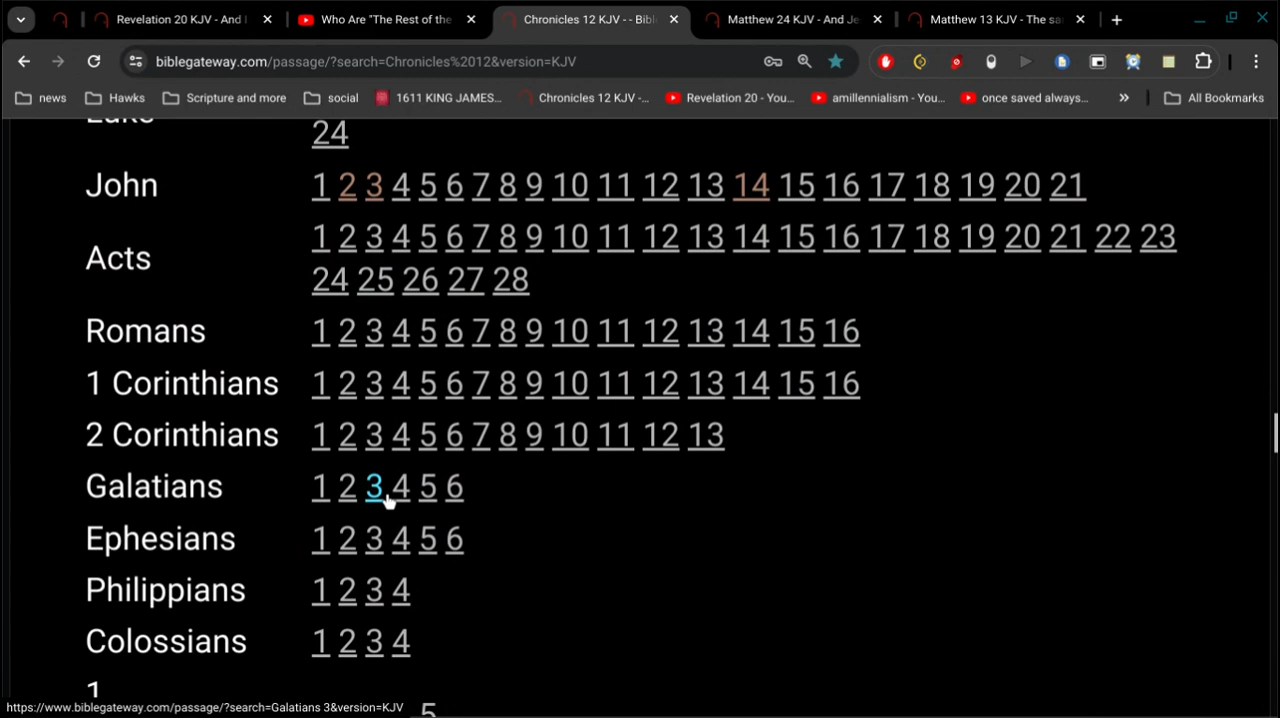 Revelation 20 KJV - And I
Who Are "The Rest of the
Chronicles 12 KJV - - Bibl
Matthew 24 KJV - And Je
Matthew 13 KJV - The sa
biblegateway.com/passage/?search=Chronicles%2012&version=KJV
news Hawks Scripture and more social 1611 KING JAMES... Chronicles 12 KJV -... Revelation 20 - You... amillennialism - You... once saved always... » All Bookmarks
Luke
24
John 1 2 3 4 5 6 7 8 9 10 11 12 13 14 15 16 17 18 19 20 21
Acts 1 2 3 4 5 6 7 8 9 10 11 12 13 14 15 16 17 18 19 20 21 22 23
24 25 26 27 28
Romans 1 2 3 4 5 6 7 8 9 10 11 12 13 14 15 16
1 Corinthians 1 2 3 4 5 6 7 8 9 10 11 12 13 14 15 16
2 Corinthians 1 2 3 4 5 6 7 8 9 10 11 12 13
Galatians 1 2 3 4 5 6
Ephesians 1 2 3 4 5 6
Philippians 1 2 3 4
Colossians 1 2 3 4
1
5
https://www.biblegateway.com/passage/?search=Galatians 3&version=KJV